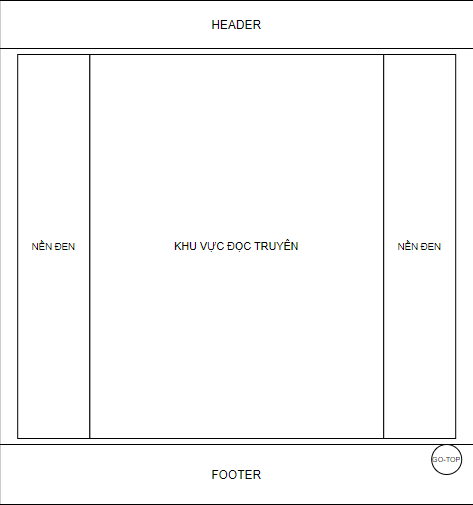 HEADER
NỀN ĐEN
KHU VỰC ĐỌC TRUYỆN
NỀN ĐEN
GO-TOP
FOOTER